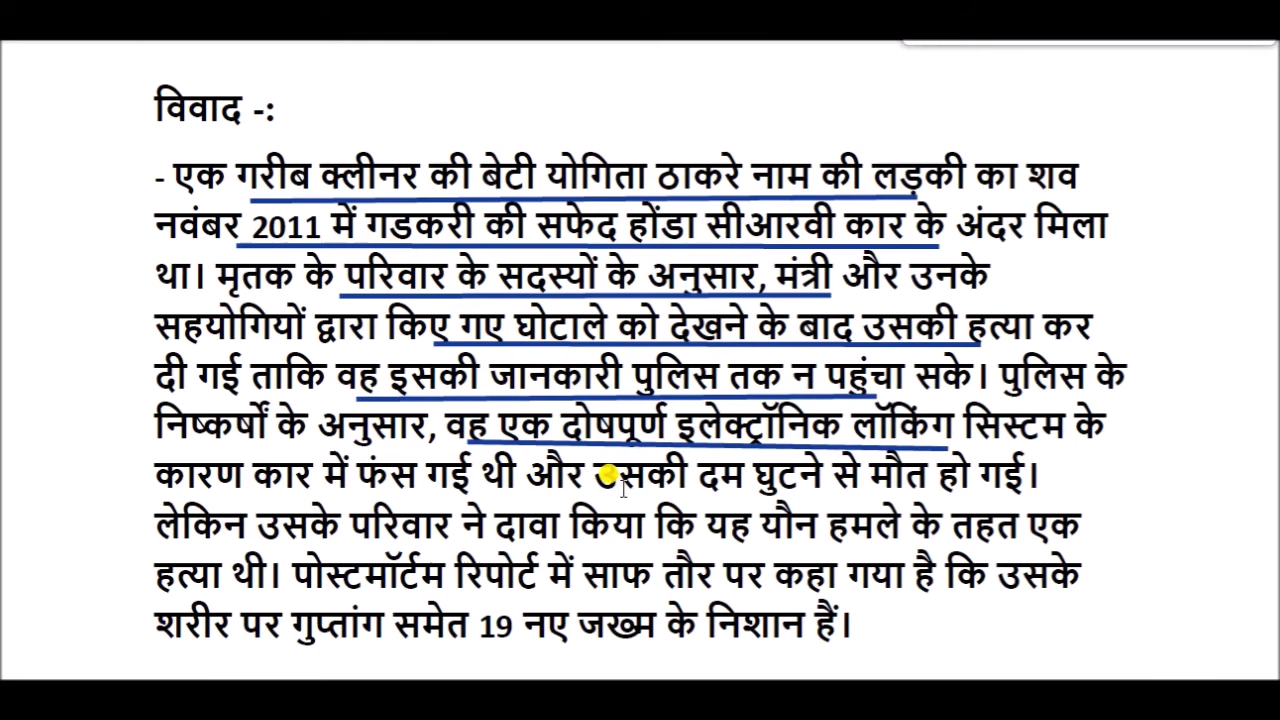 विवाद -:
- एक गरीब क्लीनर की बेटी योगिता ठाकरे नाम की लड़की का शव
नवंबर 2011 में गडकरी की सफेद होंडा सीआरवी कार के अंदर मिला
था। मृतक के परिवार के सदस्यों के अनुसार, मंत्री और उनके
सहयोगियों द्वारा किए गए घोटाले को देखने के बाद उसकी हत्या कर
दी गई ताकि वह इसकी जानकारी पुलिस तक न पहुंचा सके। पुलिस के
निष्कर्षों के अनुसार, वह एक दोषपूर्ण इलेक्ट्रॉनिक लॉकिंग सिस्टम के
कारण कार में फंस गई थी और उसकी दम घुटने से मौत हो गई।
लेकिन उसके परिवार ने दावा किया कि यह यौन हमले के तहत एक
हत्या थी। पोस्टमॉर्टम रिपोर्ट में साफ तौर पर कहा गया है कि उसके
शरीर पर गुप्तांग समेत 19 नए जख्म के निशान हैं।